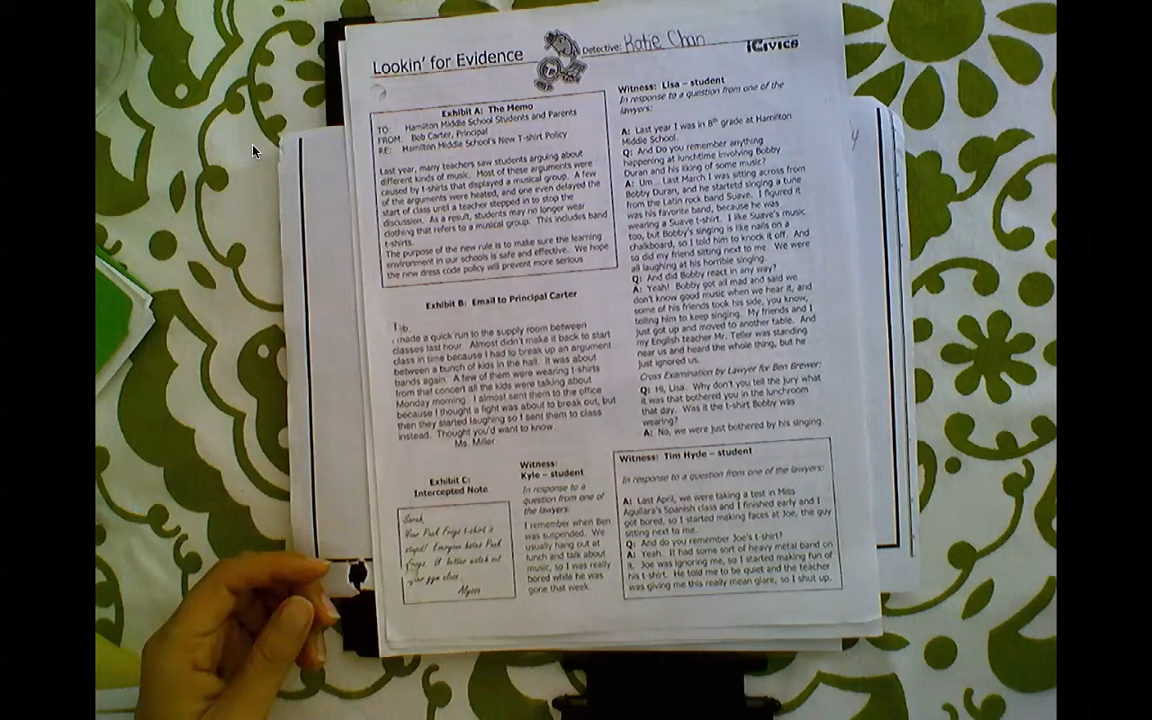 Lookin' for Evidence
Detective: Katie Chan
iCivics
Exhibit A: The Memo
TO: Hamilton Middle School Students and Parents
FROM: Bob Carter, Principal
RE: Hamilton Middle School's New T-shirt Policy
Last year, many teachers saw students arguing about
different kinds of music. Most of these arguments were
caused by t-shirts that displayed a musical group. A few
of the arguments were heated, and one even delayed the
start of class until a teacher stepped in to stop the
discussion. As a result, students may no longer wear
clothing that refers to a musical group. This includes band
t-shirts.
The purpose of the new rule is to make sure the learning
environment in our schools is safe and effective. We hope
the new dress code policy will prevent more serious
Exhibit B: Email to Principal Carter
made a quick run to the supply room between
classes last hour. Almost didn't make it back to start
class in time because I had to break up an argument
between a bunch of kids in the hall. It was about
bands again. A few of them were wearing t-shirts
from that concert all the kids were talking about
Monday morning. I almost sent them to the office
because I thought a fight was about to break out, but
then they started laughing so I sent them to class
instead. Thought you'd want to know.
Ms. Miller
Exhibit C:
Intercepted Note
Sarah,
Your Puck Frogs t-shirt is
stupid! Everyone hates Puck
Frogs. U better watch out
gym class.
Alyssa
Witness:
Kyle – student
In response to a
question from one of
the lawyers:
I remember when Ben
was suspended. We
usually hang out at
lunch and talk about
music, so I was really
bored while he was
gone that week.
Witness: Lisa – student
In response to a question from one of the
lawyers:
A: Last year I was in 8th grade at Hamilton
Middle School.
Q: And Do you remember anything
happening at lunchtime involving Bobby
Duran and his liking of some music?
A: Um... Last March I was sitting across from
Bobby Duran, and he startetd singing a tune
from the Latin rock band Suave. I figured it
was his favorite band, because he was
wearing a Suave t-shirt. I like Suave's music
too, but Bobby's singing is like nails on a
chalkboard, so I told him to knock it off. And
so did my friend sitting next to me. We were
all laughing at his horrible singing.
Q: And did Bobby react in any way?
A: Yeah! Bobby got all mad and said we
don't know good music when we hear it, and
some of his friends took his side, you know,
telling him to keep singing. My friends and I
just got up and moved to another table. And
my English teacher Mr. Teller was standing
near us and heard the whole thing, but he
just ignored us.
Cross Examination by Lawyer for Ben Brewer:
Q: Hi, Lisa. Why don't you tell the jury what
it was that bothered you in the lunchroom
that day. Was it the t-shirt Bobby was
wearing?
A: No, we were just bothered by his singing.
Witness: Tim Hyde – student
In response to a question from one of the lawyers:
A: Last April, we were taking a test in Miss
Aguilara's Spanish class and I finished early and I
got bored, so I started making faces at Joe, the guy
sitting next to me.
Q: And do you remember Joe's t-shirt?
A: Yeah. It had some sort of heavy metal band on
it. Joe was ignoring me, so I started making fun of
his t-shirt. He told me to be quiet and the teacher
was giving me this really mean glare, so I shut up.